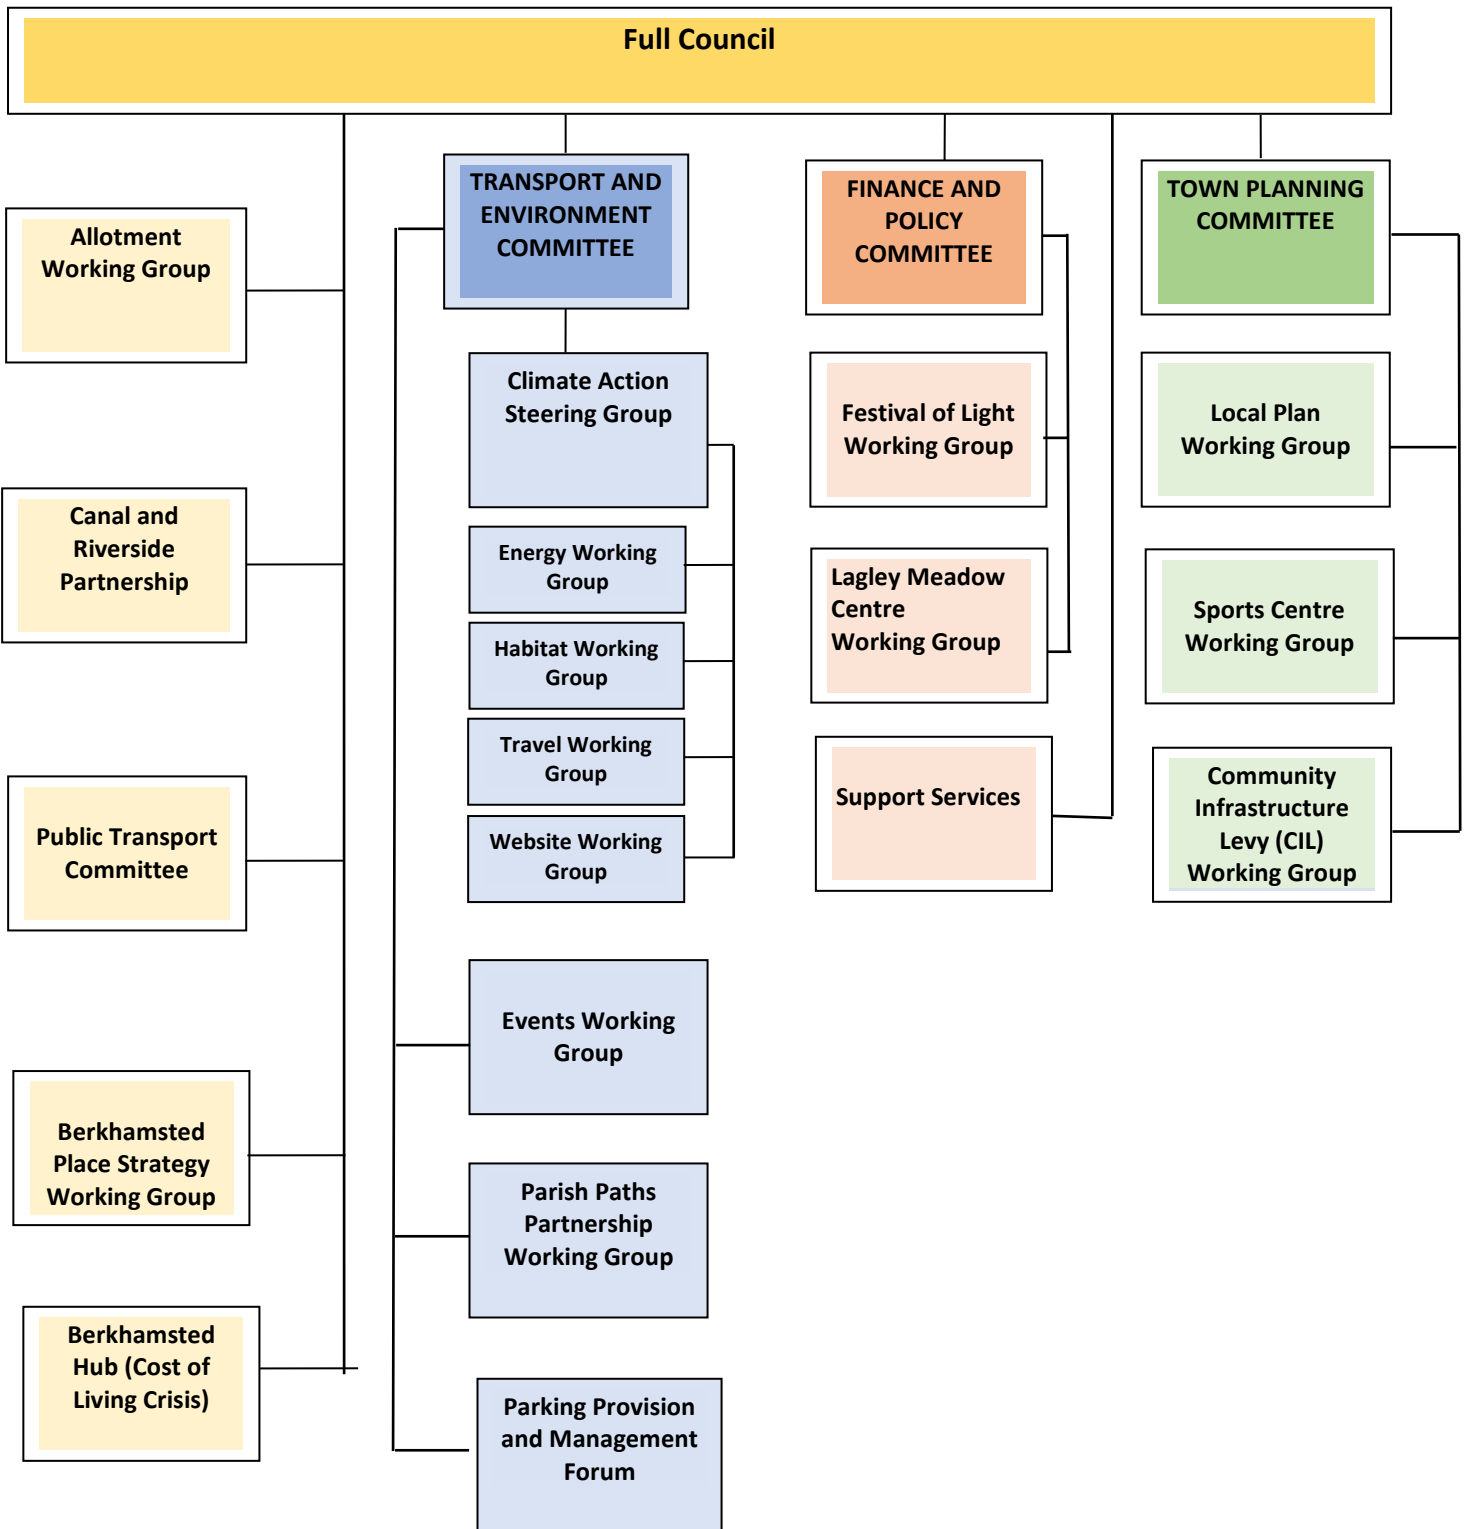 Full Council
Allotment
Working Group
Canal and
Riverside
Partnership
Public Transport
Committee
Berkhamsted
Place Strategy
Working Group
Berkhamsted
Hub (Cost of
Living Crisis)
TRANSPORT AND
ENVIRONMENT
COMMITTEE
Climate Action
Steering Group
Energy Working
Group
Habitat Working
Group
Travel Working
Group
Website Working
Group
Events Working
Group
Parish Paths
Partnership
Working Group
Parking Provision
and Management
Forum
FINANCE AND
POLICY
COMMITTEE
Festival of Light
Working Group
Lagley Meadow
Centre
Working Group
Support Services
TOWN PLANNING
COMMITTEE
Local Plan
Working Group
Sports Centre
Working Group
Community
Infrastructure
Levy (CIL)
Working Group